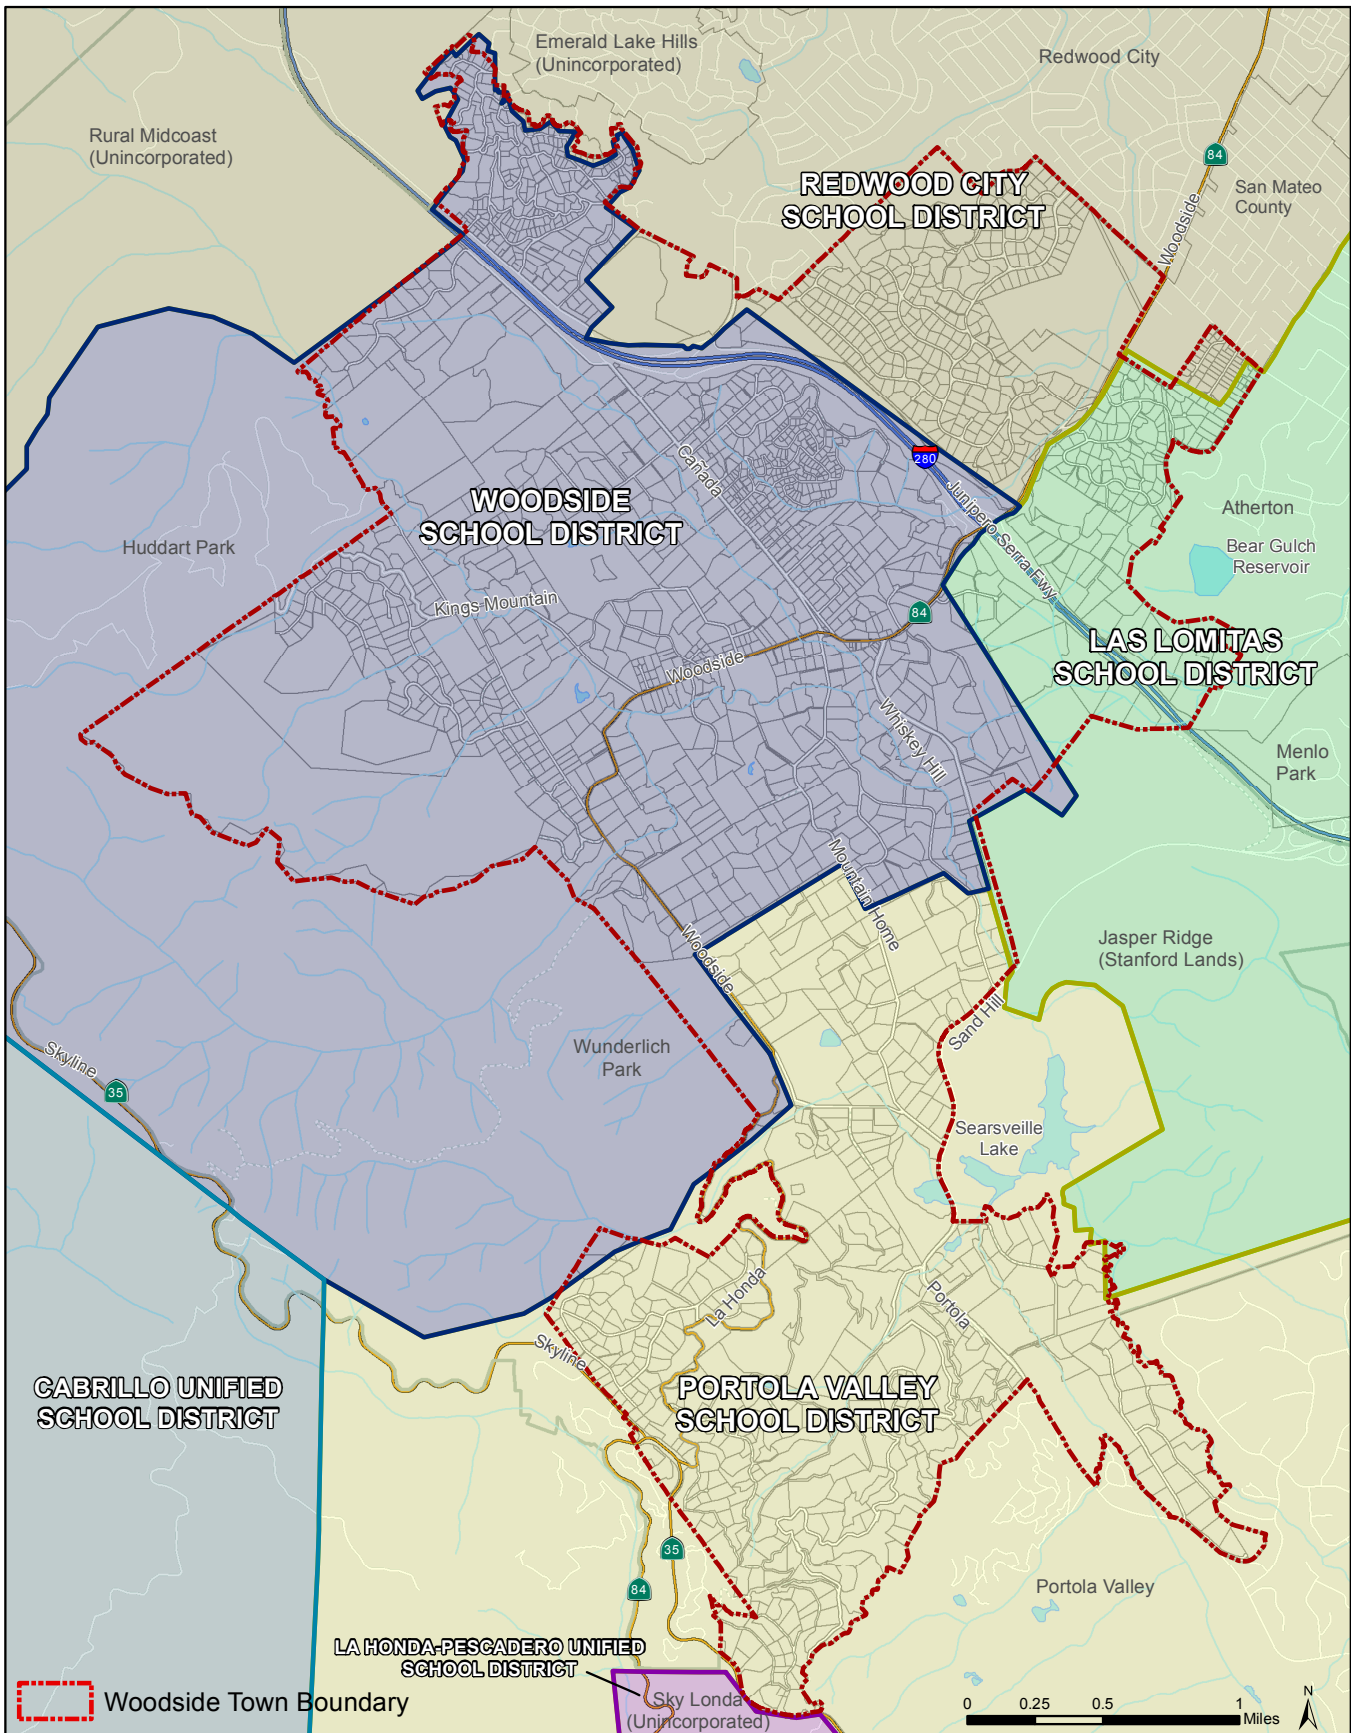 Emerald Lake Hills
(Unincorporated)
Redwood City
Rural Midcoast
(Unincorporated)
84
San Mateo
County
REDWOOD CITY
SCHOOL DISTRICT
Woodside
Cañada
280
Junipero Serra Fwy
WOODSIDE
SCHOOL DISTRICT
Atherton
Bear Gulch
Reservoir
Huddart Park
Kings Mountain
84
Woodside
LAS LOMITAS
SCHOOL DISTRICT
Whiskey Hill
Menlo
Park
Mountain Home
Woodside
Jasper Ridge
(Stanford Lands)
Sand Hill
Skyline
35
Wunderlich
Park
Searsveille
Lake
La Honda
Portola
Skyline
CABRILLO UNIFIED
SCHOOL DISTRICT
PORTOLA VALLEY
SCHOOL DISTRICT
35
84
Portola Valley
LA HONDA-PESCADERO UNIFIED
SCHOOL DISTRICT
Sky Londa
(Unincorporated)
Woodside Town Boundary
0 0.25 0.5 1
Miles
N